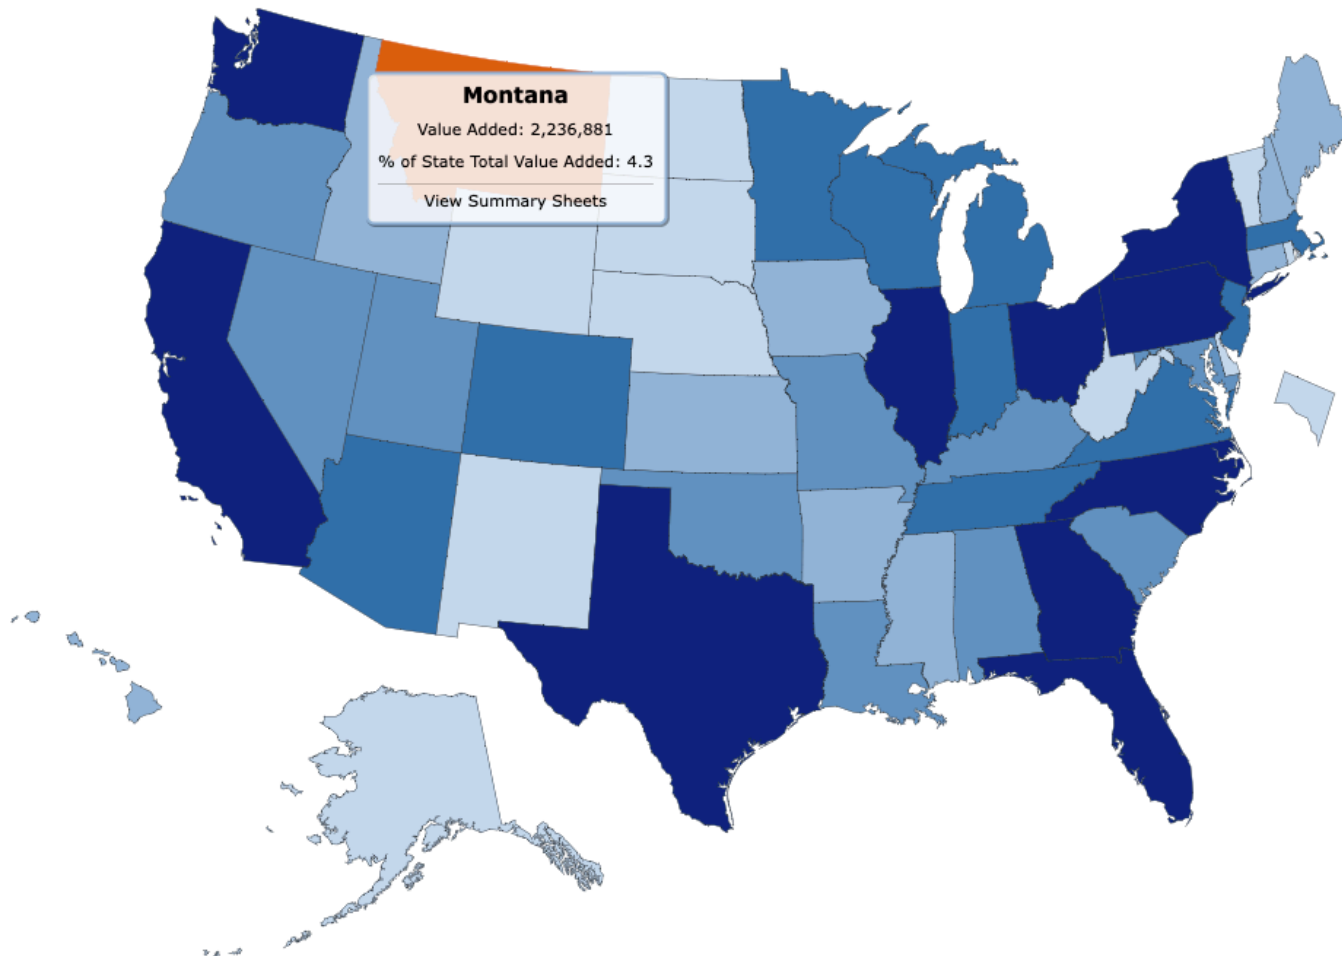 Montana
Value Added: 2,236,881
% of State Total Value Added: 4.3
View Summary Sheets